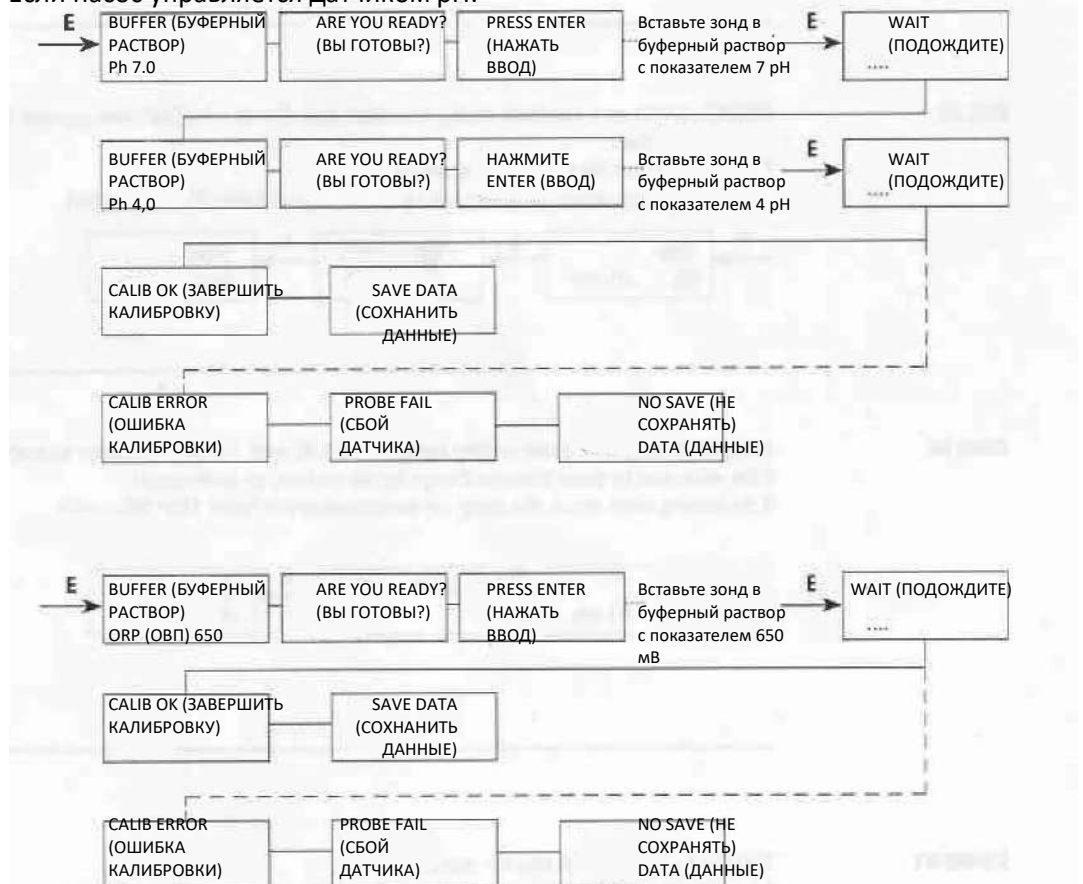 Если насос управляется датчиком pH:
E
BUFFER (БУФЕРНЫЙ
РАСТВОР)
Ph 7.0
ARE YOU READY?
(ВЫ ГОТОВЫ?)
PRESS ENTER
(НАЖАТЬ
ВВОД)
Вставьте зонд в
буферный раствор
с показателем 7 pH
E
WAIT
(ПОДОЖДИТЕ)
....
BUFFER (БУФЕРНЫЙ
РАСТВОР)
Ph 4,0
ARE YOU READY?
(ВЫ ГОТОВЫ?)
НАЖМИТЕ
ENTER (ВВОД)
Вставьте зонд в
буферный раствор
с показателем 4 pH
E
WAIT
(ПОДОЖДИТЕ)
....
CALIB OK (ЗАВЕРШИТЬ
КАЛИБРОВКУ)
SAVE DATA
(СОХНАНИТЬ
ДАННЫЕ)
CALIB ERROR
(ОШИБКА
КАЛИБРОВКИ)
PROBE FAIL
(СБОЙ
ДАТЧИКА)
NO SAVE (НЕ
СОХРАНЯТЬ)
DATA (ДАННЫЕ)
E
BUFFER (БУФЕРНЫЙ
РАСТВОР)
ORP (ОВП) 650
ARE YOU READY?
(ВЫ ГОТОВЫ?)
PRESS ENTER
(НАЖАТЬ
ВВОД)
Вставьте зонд в
буферный раствор
с показателем 650
мВ
E
WAIT (ПОДОЖДИТЕ)
....
CALIB OK (ЗАВЕРШИТЬ
КАЛИБРОВКУ)
SAVE DATA
(СОХНАНИТЬ
ДАННЫЕ)
CALIB ERROR
(ОШИБКА
КАЛИБРОВКИ)
PROBE FAIL
(СБОЙ
ДАТЧИКА)
NO SAVE (НЕ
СОХРАНЯТЬ)
DATA (ДАННЫЕ)